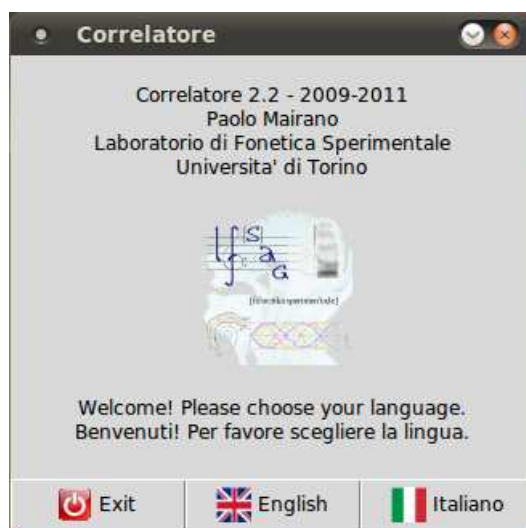 Correlatore
Correlatore 2.2 - 2009-2011
Paolo Mairano
Laboratorio di Fonetica Sperimentale
Universita' di Torino
Welcome! Please choose your language.
Benvenuti! Per favore scegliere la lingua.
Exit English Italiano